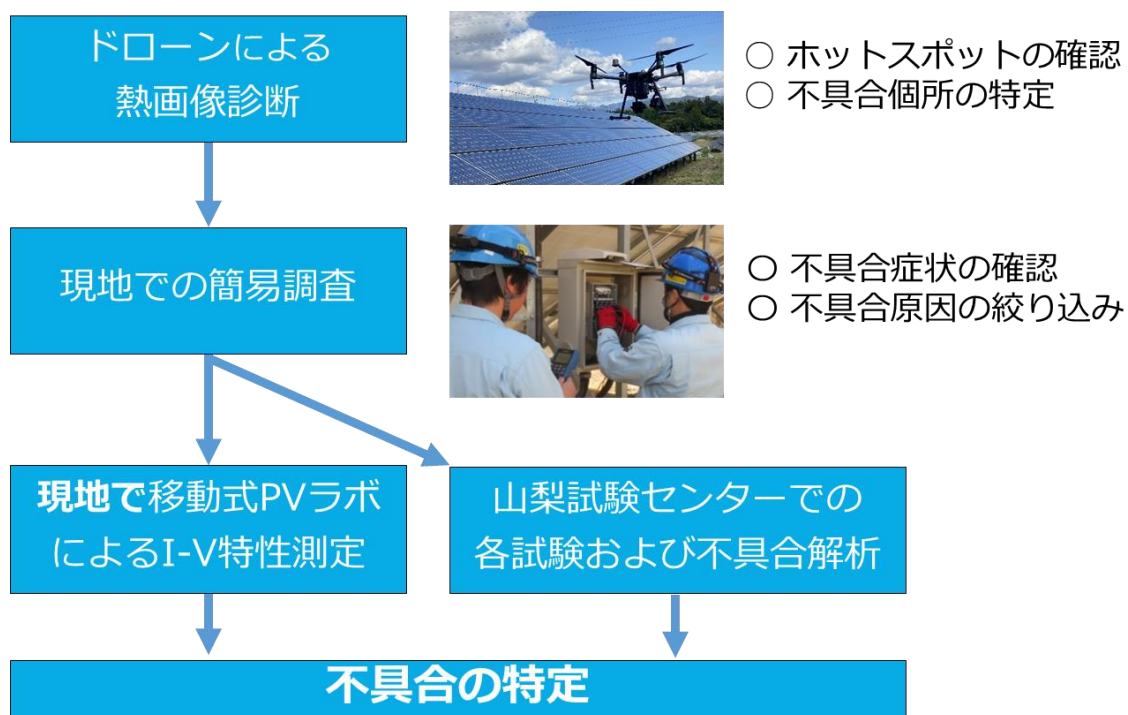 ドローンによる
熱画像診断
○ ホットスポットの確認
○ 不具合個所の特定
現地での簡易調査
○ 不具合症状の確認
○ 不具合原因の絞り込み
現地で移動式PVラボ
によるI-V特性測定
山梨試験センターでの
各試験および不具合解析
不具合の特定